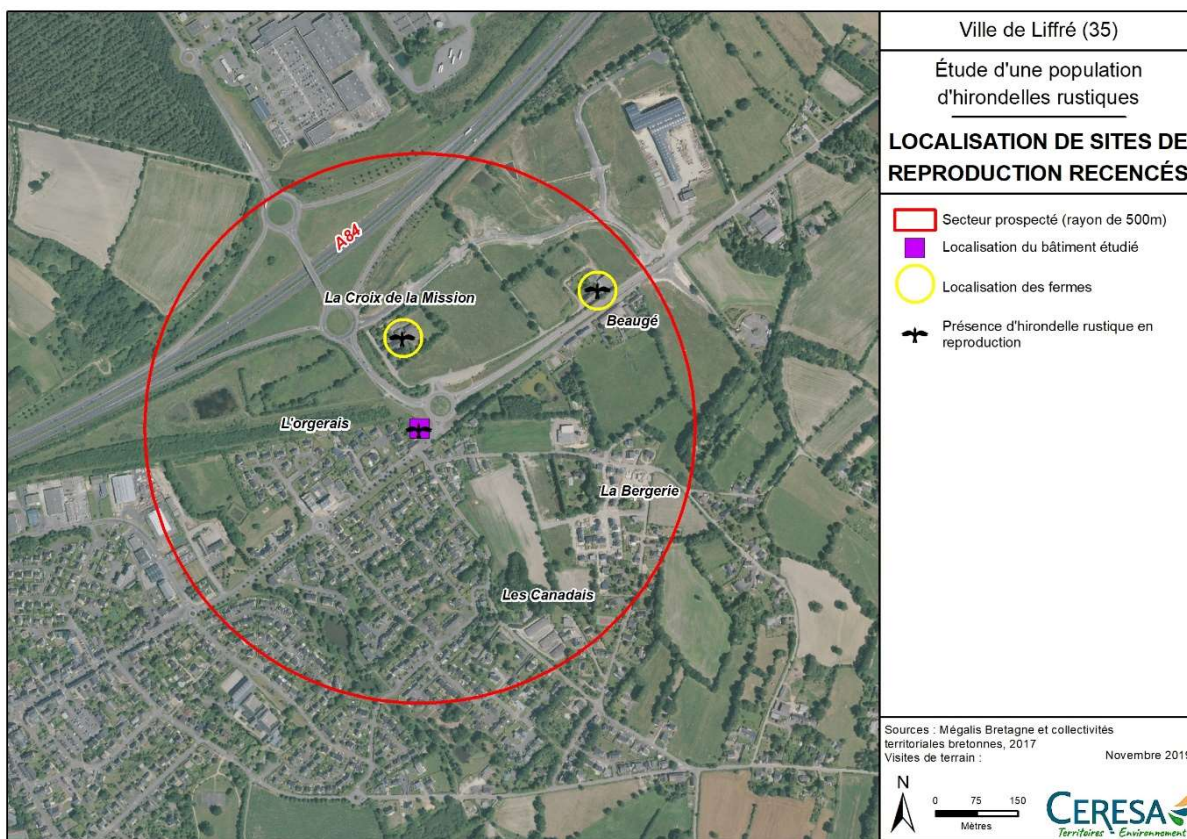 A84
La Croix de la Mission
Beaugé
L'orgerais
La Bergerie
Les Canadais
Ville de Liffré (35)
Étude d'une population
d'hirondelles rustiques
LOCALISATION DE SITES DE
REPRODUCTION RECENCÉS
Secteur prospecté (rayon de 500m)
Localisation du bâtiment étudié
Localisation des fermes
Présence d'hirondelle rustique en
reproduction
Sources : Mégalis Bretagne et collectivités
territoriales bretonnes, 2017
Visites de terrain :
Novembre 2019
N
0 75 150
Mètres
CERESA
Territoires - Environnement